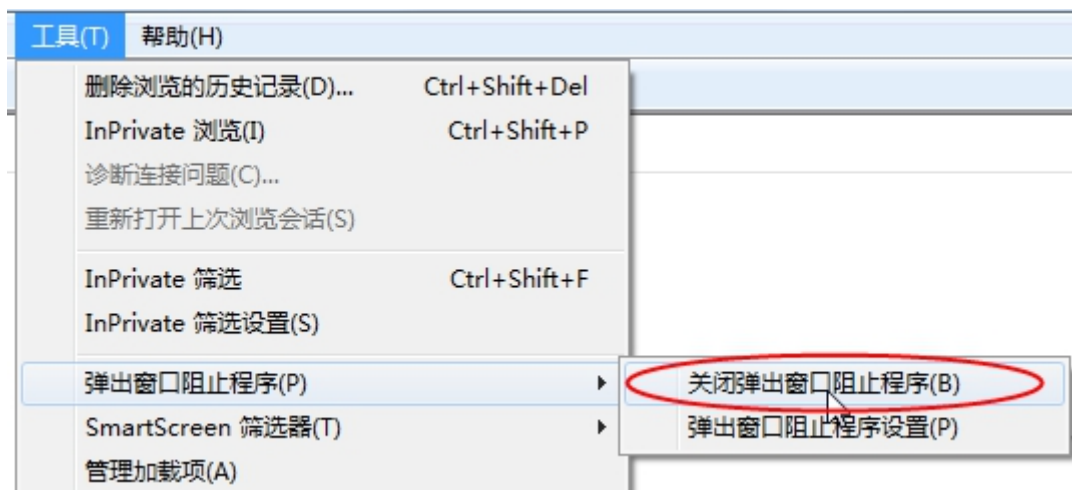 工具(T) 帮助(H)
删除浏览的历史记录(D)... Ctrl+Shift+Del
InPrivate 浏览(I) Ctrl+Shift+P
诊断连接问题(C)...
重新打开上次浏览会话(S)
InPrivate 筛选 Ctrl+Shift+F
InPrivate 筛选设置(S)
弹出窗口阻止程序(P) 关闭弹出窗口阻止程序(B)
SmartScreen 筛选器(T) 弹出窗口阻止程序设置(P)
管理加载项(A)